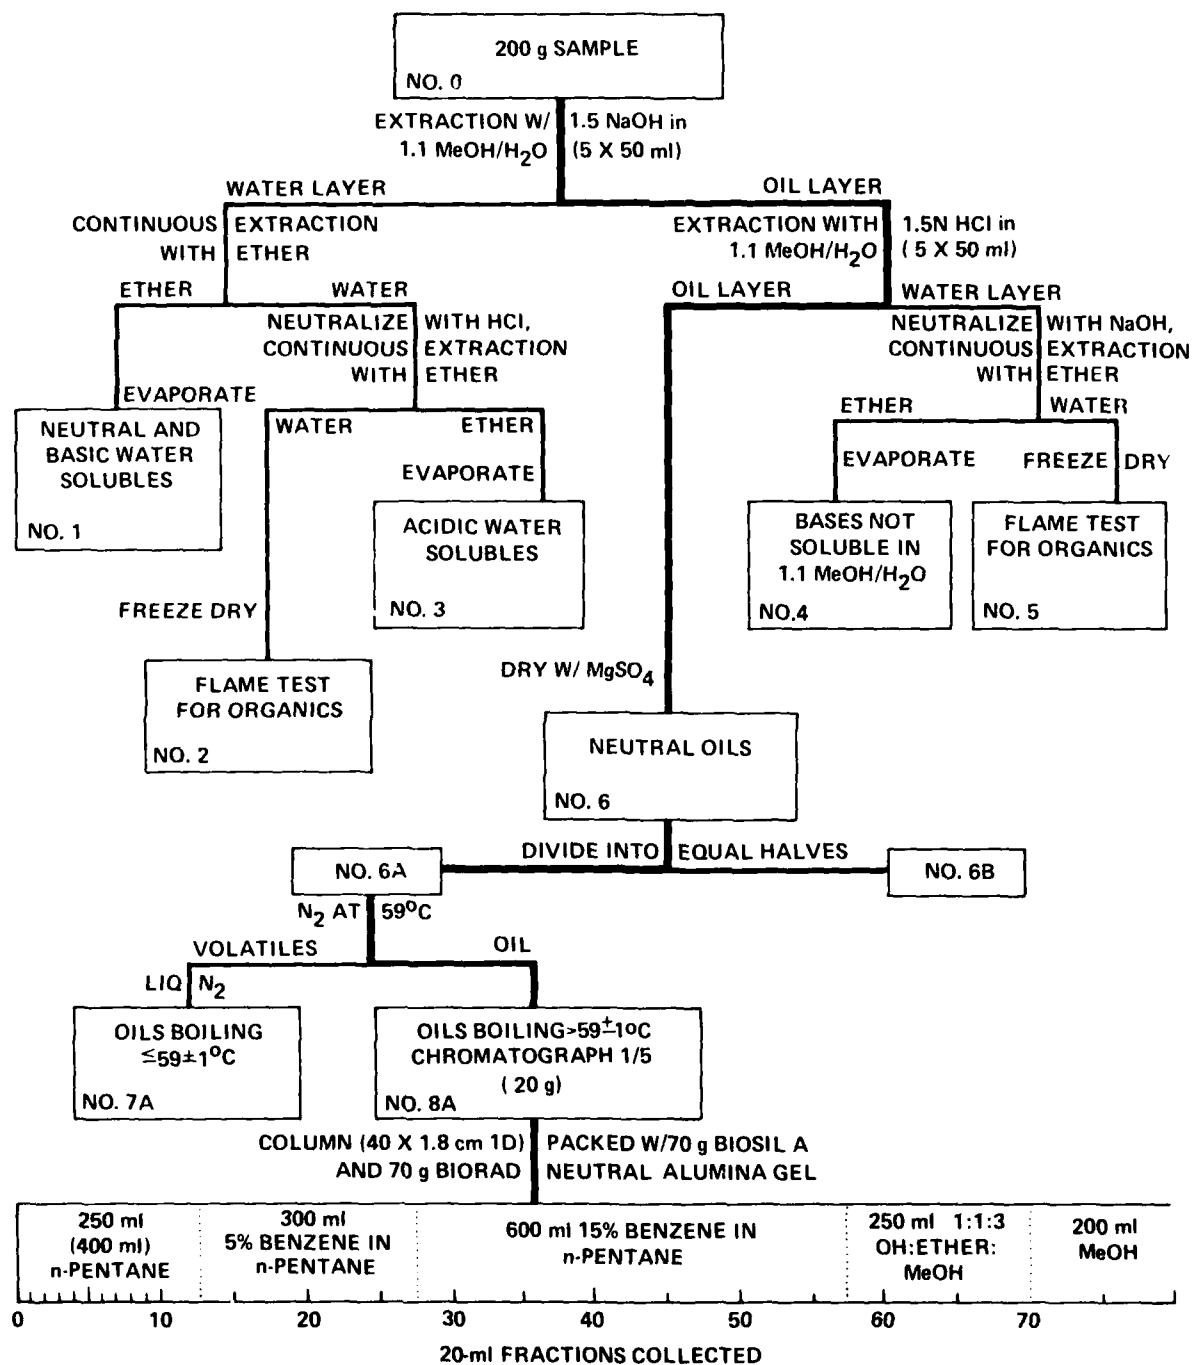 200 g SAMPLE
NO. 0
EXTRACTION W/ 1.5 NaOH in
1.1 MeOH/H2O (5 X 50 ml)
WATER LAYER
OIL LAYER
CONTINUOUS EXTRACTION
WITH ETHER
EXTRACTION WITH 1.5N HCl in
1.1 MeOH/H2O (5 X 50 ml)
ETHER
WATER
OIL LAYER
WATER LAYER
NEUTRALIZE WITH HCl,
CONTINUOUS EXTRACTION
WITH ETHER
NEUTRALIZE WITH NaOH,
CONTINUOUS EXTRACTION
WITH ETHER
EVAPORATE
NEUTRAL AND
BASIC WATER
SOLUBLES
NO. 1
WATER
ETHER
EVAPORATE
ACIDIC WATER
SOLUBLES
NO. 3
FREEZE DRY
FLAME TEST
FOR ORGANICS
NO. 2
ETHER
WATER
EVAPORATE
FREEZE DRY
BASES NOT
SOLUBLE IN
1.1 MeOH/H2O
NO.4
FLAME TEST
FOR ORGANICS
NO. 5
DRY W/ MgSO4
NEUTRAL OILS
NO. 6
DIVIDE INTO EQUAL HALVES
NO. 6A
NO. 6B
N2 AT 59°C
VOLATILES
OIL
LIQ N2
OILS BOILING
≤59±1°C
NO. 7A
OILS BOILING>59±1°C
CHROMATOGRAPH 1/5
( 20 g)
NO. 8A
COLUMN (40 X 1.8 cm 1D) PACKED W/70 g BIOSIL A
AND 70 g BIORAD NEUTRAL ALUMINA GEL
250 ml
(400 ml)
n-PENTANE
300 ml
5% BENZENE IN
n-PENTANE
600 ml 15% BENZENE IN
n-PENTANE
250 ml 1:1:3
OH:ETHER:
MeOH
200 ml
MeOH
0 10 20 30 40 50 60 70
20-ml FRACTIONS COLLECTED